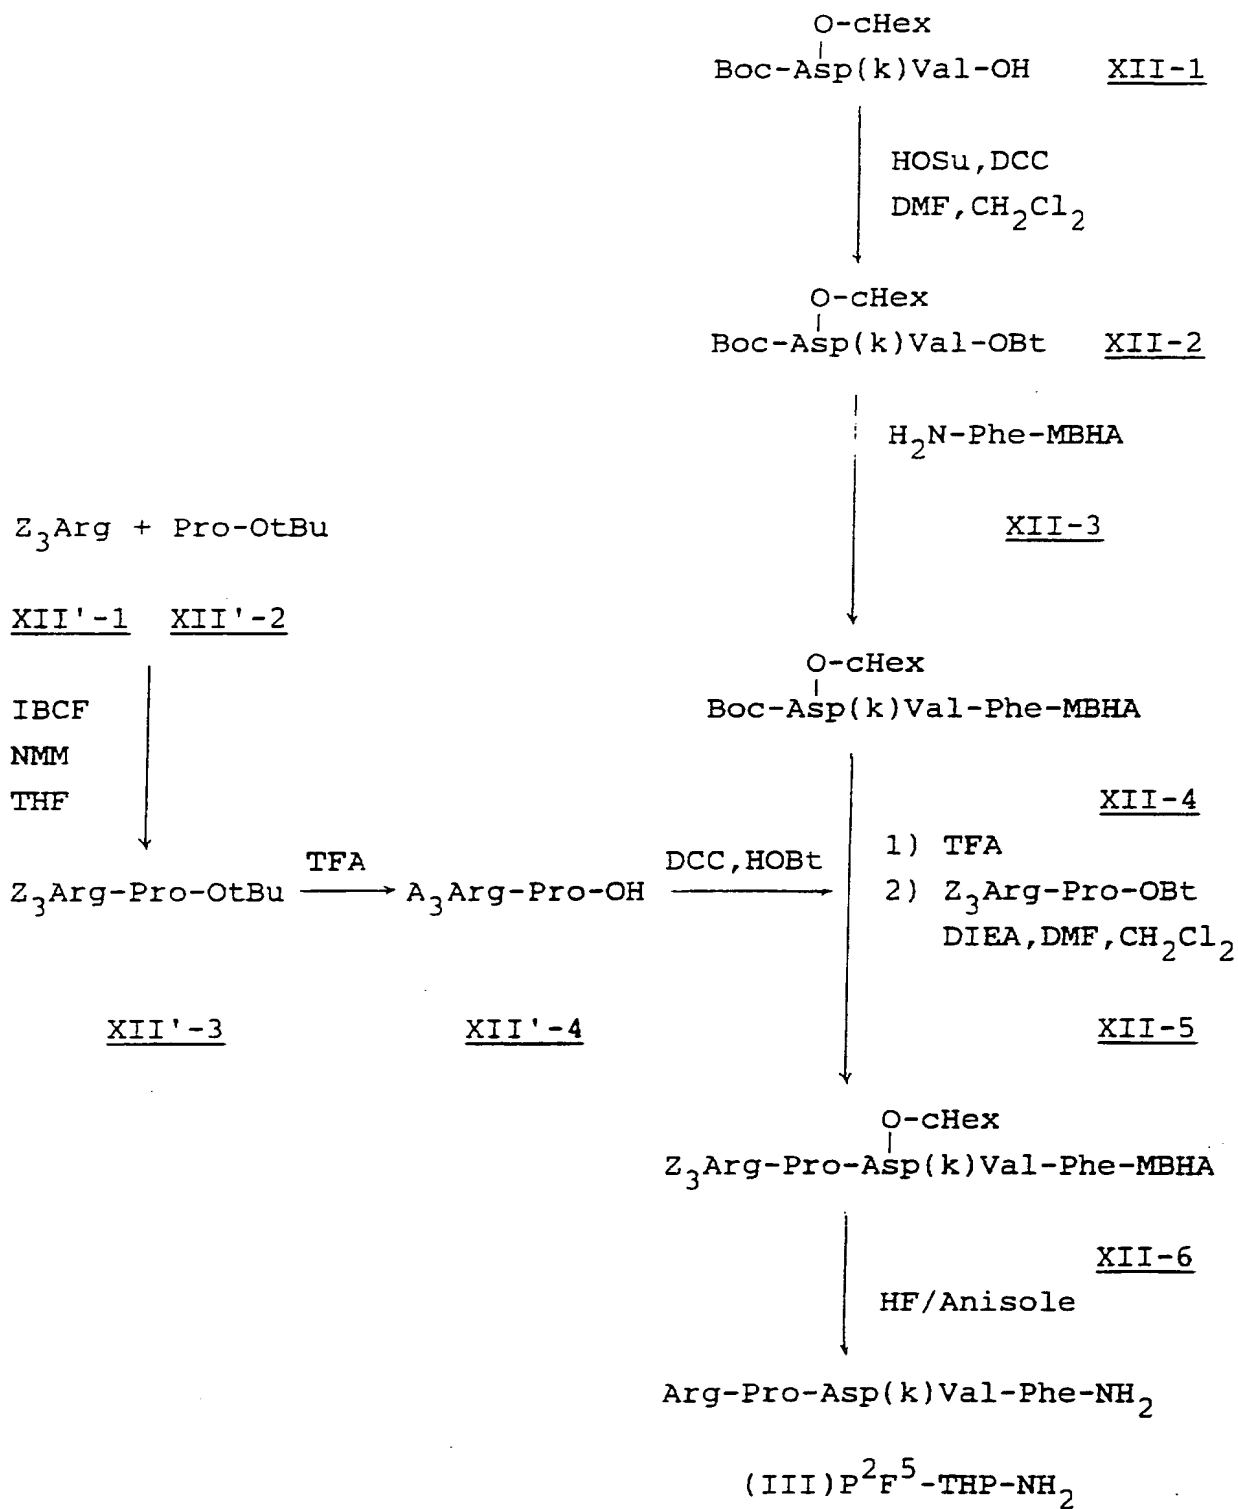 O-cHex
Boc-Asp(k)Val-OH XII-1
HOSu,DCC
DMF,CH2Cl2
O-cHex
Boc-Asp(k)Val-OBt XII-2
H2N-Phe-MBHA
XII-3
Z3Arg + Pro-OtBu
XII'-1 XII'-2
IBCF
NMM
THF
O-cHex
Boc-Asp(k)Val-Phe-MBHA
XII-4
Z3Arg-Pro-OtBu TFA A3Arg-Pro-OH DCC,HOBt
1) TFA
2) Z3Arg-Pro-OBt
DIEA,DMF,CH2Cl2
XII'-3 XII'-4 XII-5
O-cHex
Z3Arg-Pro-Asp(k)Val-Phe-MBHA
XII-6
HF/Anisole
Arg-Pro-Asp(k)Val-Phe-NH2
(III)P2F5-THP-NH2